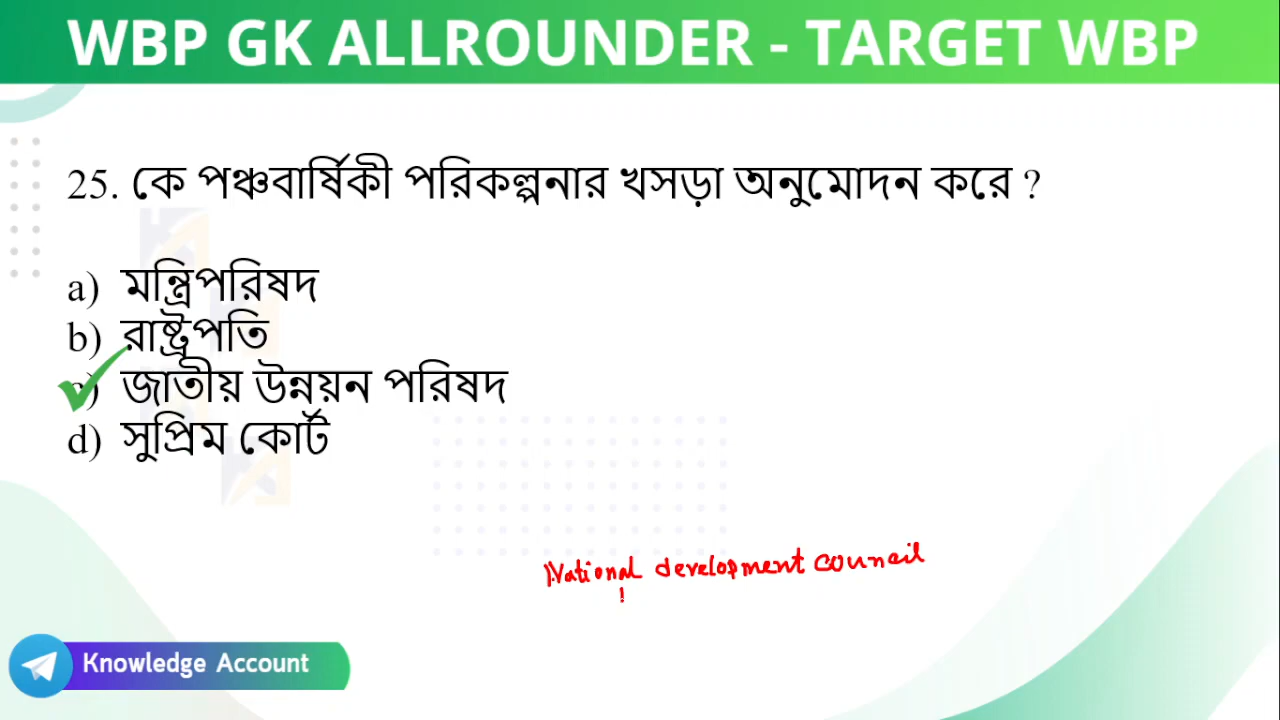 WBP GK ALLROUNDER - TARGET WBP
25. কে পঞ্চবার্ষিকী পরিকল্পনার খসড়া অনুমোদন করে ?
a) মন্ত্রিপরিষদ
b) রাষ্ট্রপতি
c) জাতীয় উন্নয়ন পরিষদ
d) সুপ্রিম কোর্ট
National development council
Knowledge Account